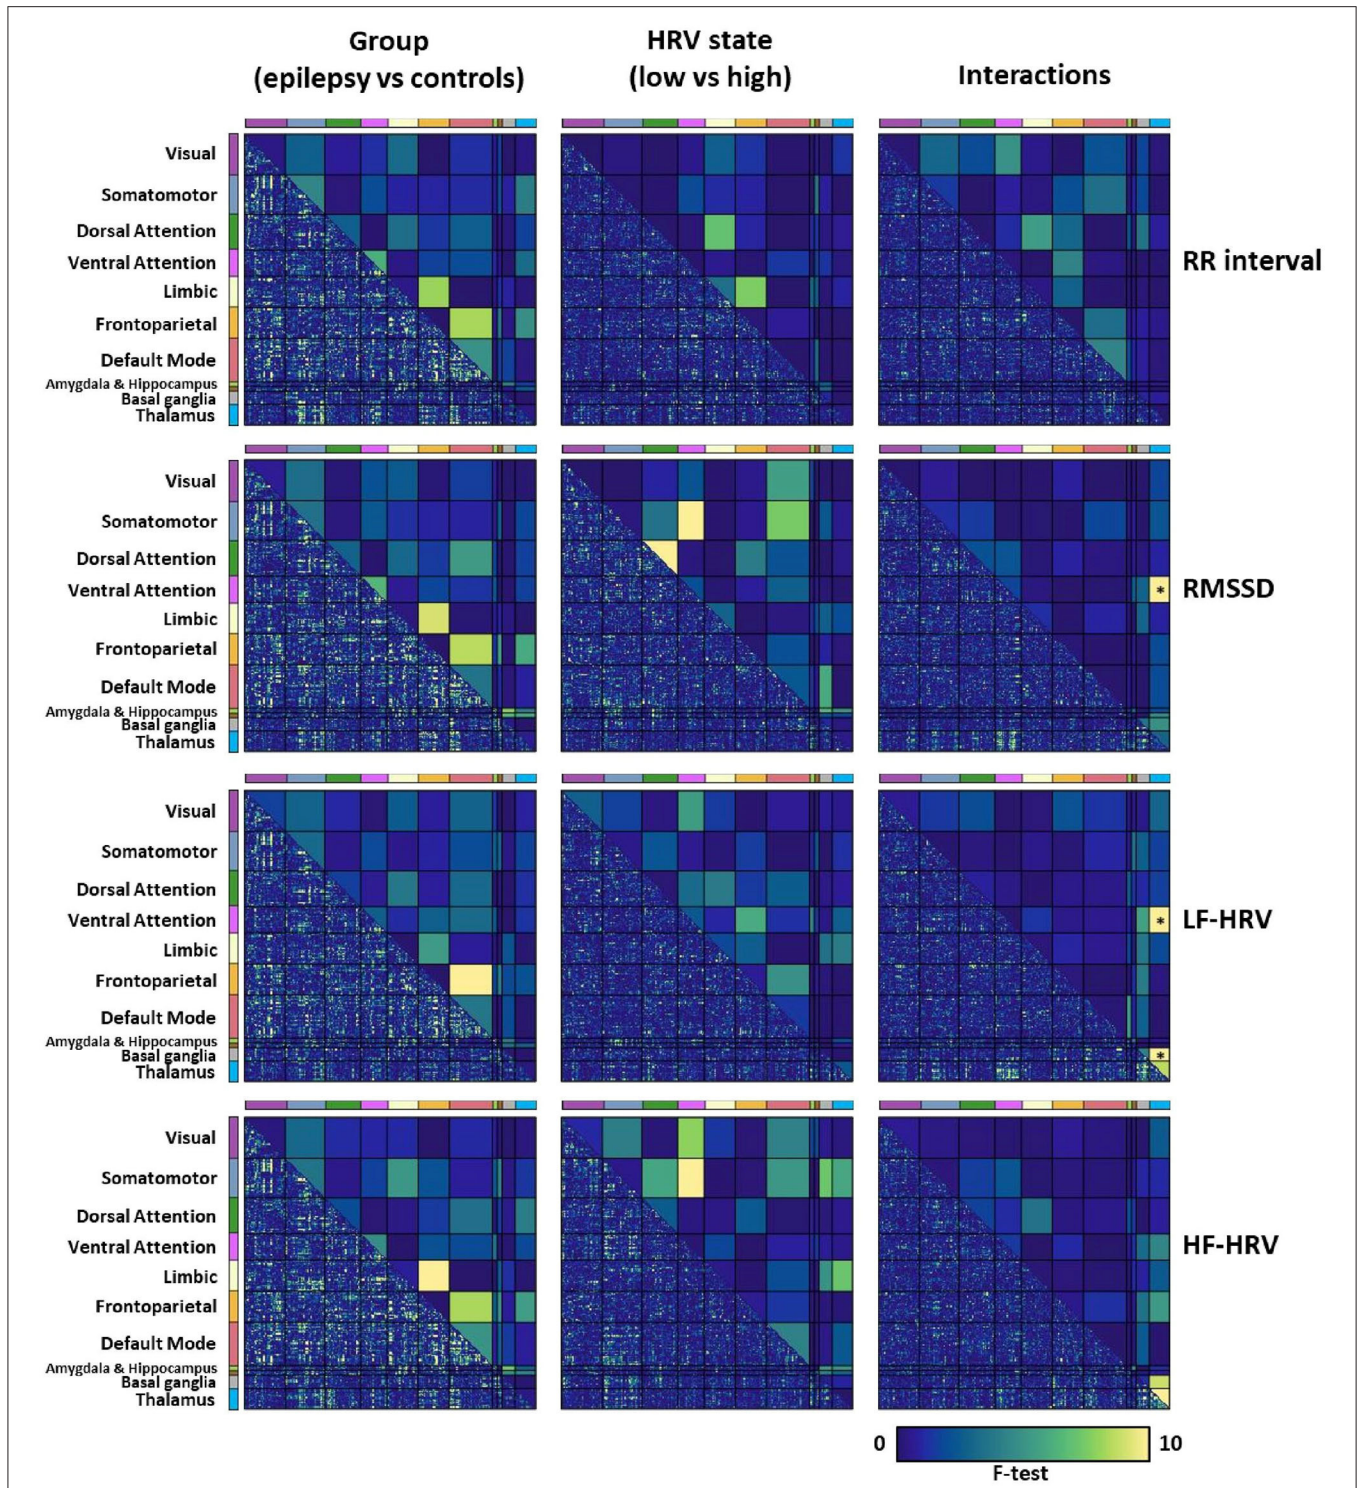 Group
(epilepsy vs controls)
HRV state
(low vs high)
Interactions
Visual
Somatomotor
Dorsal Attention
Ventral Attention
Limbic
Frontoparietal
Default Mode
Amygdala & Hippocampus
Basal ganglia
Thalamus
RR interval
Visual
Somatomotor
Dorsal Attention
Ventral Attention
Limbic
Frontoparietal
Default Mode
Amygdala & Hippocampus
Basal ganglia
Thalamus
*
RMSSD
Visual
Somatomotor
Dorsal Attention
Ventral Attention
Limbic
Frontoparietal
Default Mode
Amygdala & Hippocampus
Basal ganglia
Thalamus
*
*
LF-HRV
Visual
Somatomotor
Dorsal Attention
Ventral Attention
Limbic
Frontoparietal
Default Mode
Amygdala & Hippocampus
Basal ganglia
Thalamus
HF-HRV
0 10
F-test